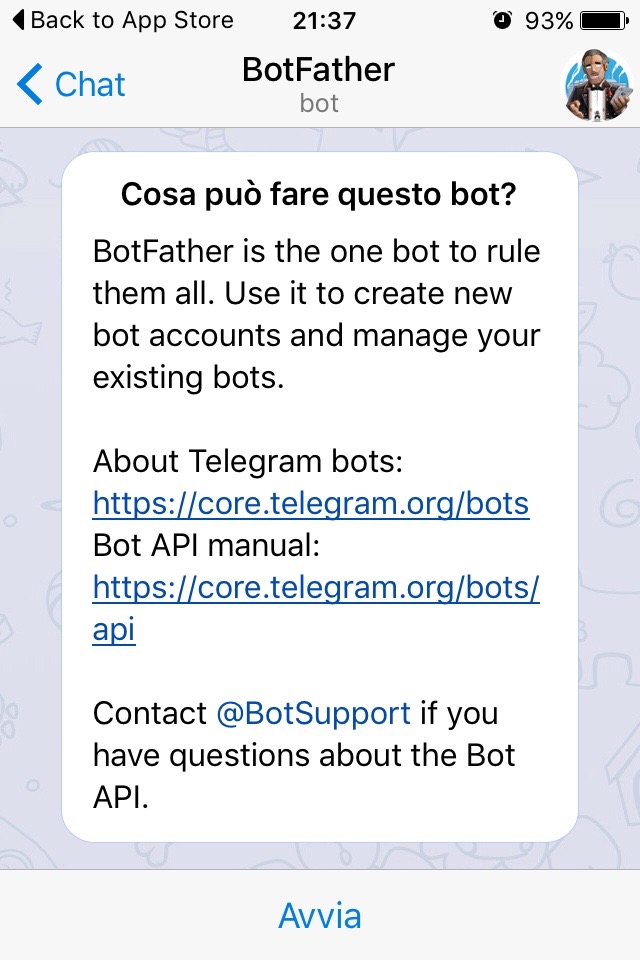 Back to App Store 21:37 93%
Chat BotFather
bot
Cosa può fare questo bot?
BotFather is the one bot to rule
them all. Use it to create new
bot accounts and manage your
existing bots.
About Telegram bots:
https://core.telegram.org/bots
Bot API manual:
https://core.telegram.org/bots/
api
Contact @BotSupport if you
have questions about the Bot
API.
Avvia